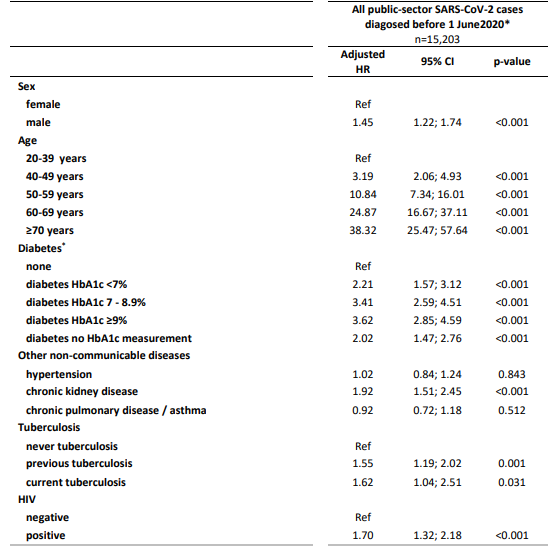 All public-sector SARS-CoV-2 cases
diagosed before 1 June2020*
n=15,203
Adjusted HR 95% CI p-value
Sex
female Ref
male 1.45 1.22; 1.74 <0.001
Age
20-39 years Ref
40-49 years 3.19 2.06; 4.93 <0.001
50-59 years 10.84 7.34; 16.01 <0.001
60-69 years 24.87 16.67; 37.11 <0.001
≥70 years 38.32 25.47; 57.64 <0.001
Diabetes*
none Ref
diabetes HbA1c <7% 2.21 1.57; 3.12 <0.001
diabetes HbA1c 7 - 8.9% 3.41 2.59; 4.51 <0.001
diabetes HbA1c ≥9% 3.62 2.85; 4.59 <0.001
diabetes no HbA1c measurement 2.02 1.47; 2.76 <0.001
Other non-communicable diseases
hypertension 1.02 0.84; 1.24 0.843
chronic kidney disease 1.92 1.51; 2.45 <0.001
chronic pulmonary disease / asthma 0.92 0.72; 1.18 0.512
Tuberculosis
never tuberculosis Ref
previous tuberculosis 1.55 1.19; 2.02 0.001
current tuberculosis 1.62 1.04; 2.51 0.031
HIV
negative Ref
positive 1.70 1.32; 2.18 <0.001